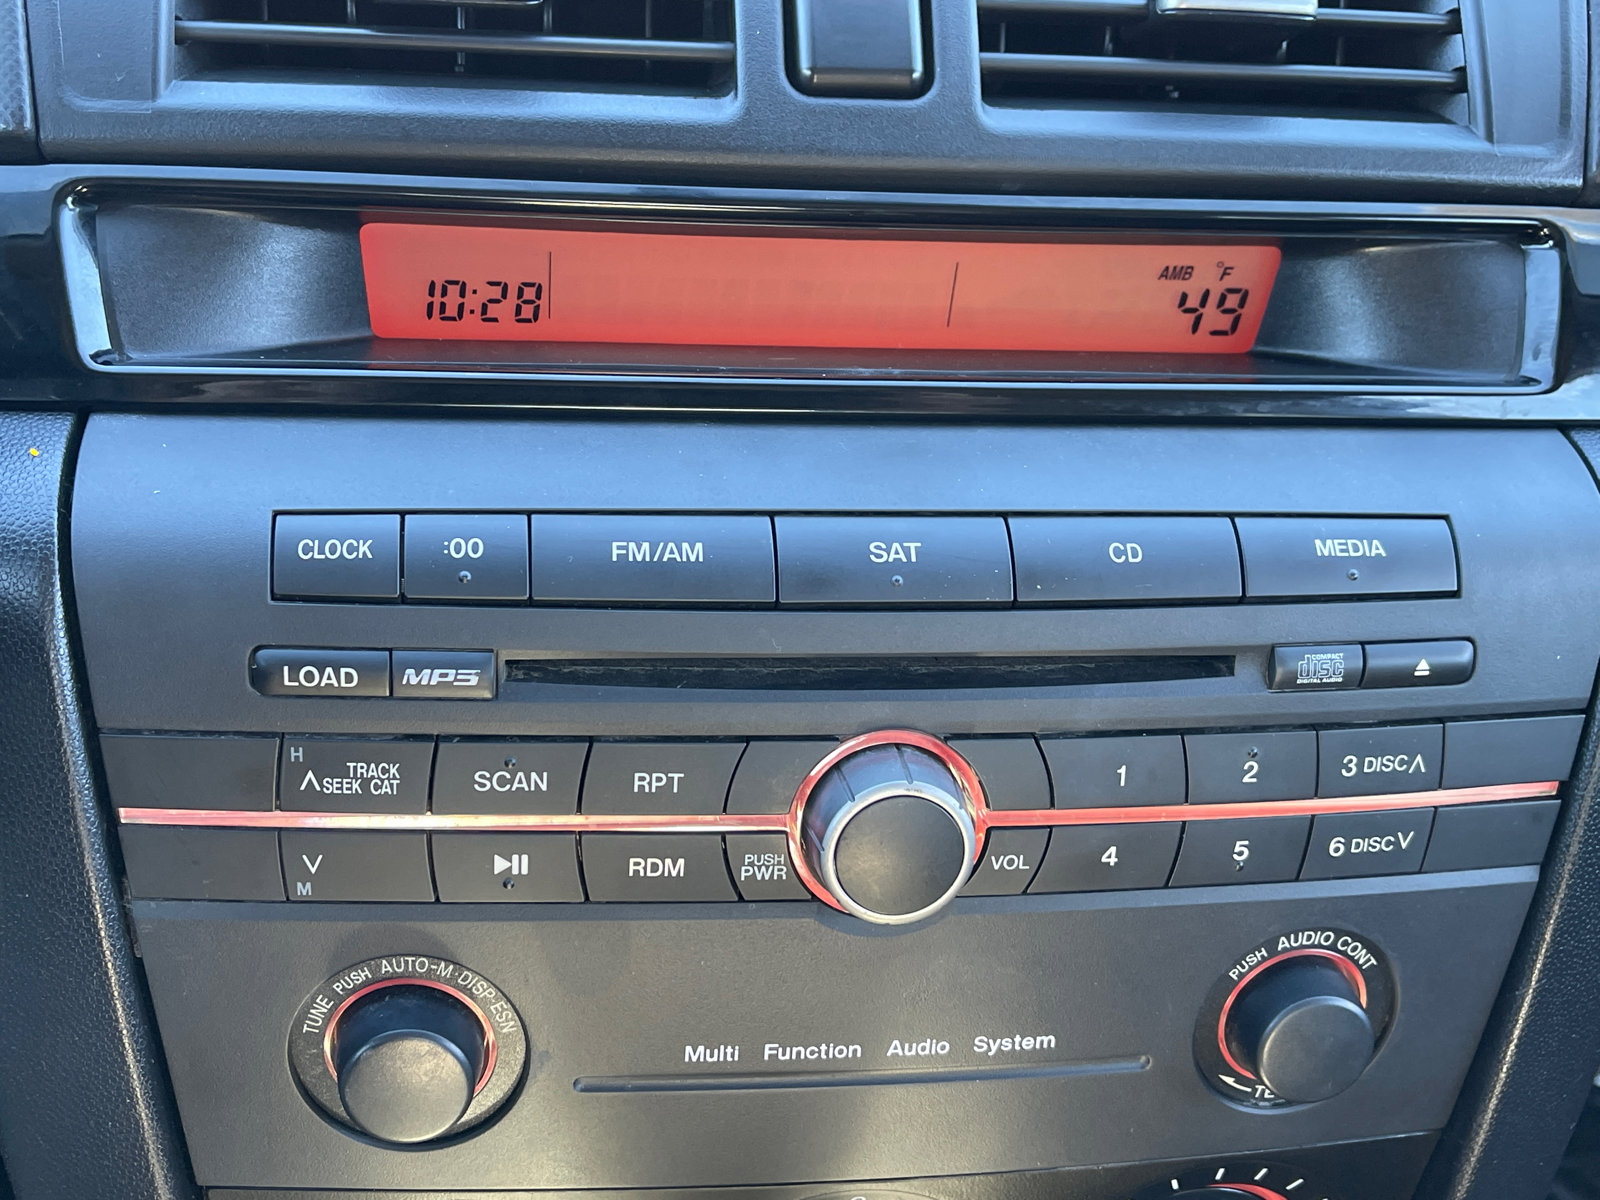 AMB °F
10:28
49
CLOCK
:00
FM/AM
SAT
CD
MEDIA
LOAD
MP3
COMPACT
disc
DIGITAL AUDIO
H
TRACK
SEEK CAT
SCAN
RPT
1
2
3 DISC
M
RDM
PUSH
PWR
VOL
4
5
6 DISC
TUNE PUSH AUTO-M·DISP·ESN
PUSH AUDIO CONT
Multi Function Audio System